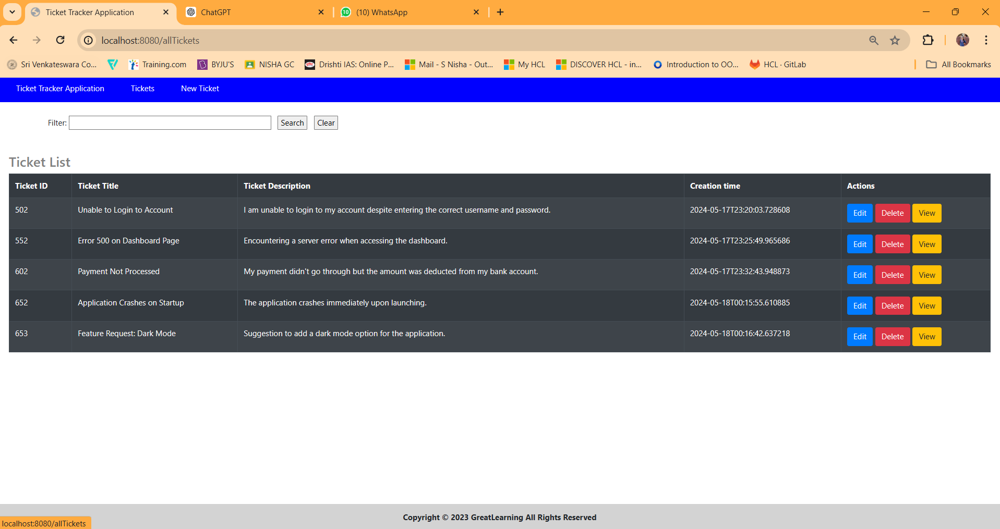 Ticket Tracker Application
ChatGPT
10 (10) WhatsApp
localhost:8080/allTickets
Sri Venkateswara Co... Training.com BYJU'S NISHA GC Drishti IAS: Online P... Mail - S Nisha - Out... My HCL DISCOVER HCL - in... Introduction to OO... HCL · GitLab All Bookmarks
Ticket Tracker Application Tickets New Ticket
Filter: Search Clear
Ticket List
Ticket ID Ticket Title Ticket Description Creation time Actions
502 Unable to Login to Account I am unable to login to my account despite entering the correct username and password. 2024-05-17T23:20:03.728608 Edit Delete View
552 Error 500 on Dashboard Page Encountering a server error when accessing the dashboard. 2024-05-17T23:25:49.965686 Edit Delete View
602 Payment Not Processed My payment didn't go through but the amount was deducted from my bank account. 2024-05-17T23:32:43.948873 Edit Delete View
652 Application Crashes on Startup The application crashes immediately upon launching. 2024-05-18T00:15:55.610885 Edit Delete View
653 Feature Request: Dark Mode Suggestion to add a dark mode option for the application. 2024-05-18T00:16:42.637218 Edit Delete View
Copyright © 2023 GreatLearning All Rights Reserved
localhost:8080/allTickets